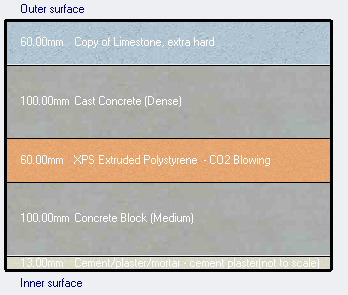 Outer surface
60.00mm Copy of Limestone, extra hard
100.00mm Cast Concrete (Dense)
60.00mm XPS Extruded Polystyrene - CO2 Blowing
100.00mm Concrete Block (Medium)
13.00mm Cement/plaster/mortar - cement plaster(not to scale)
Inner surface